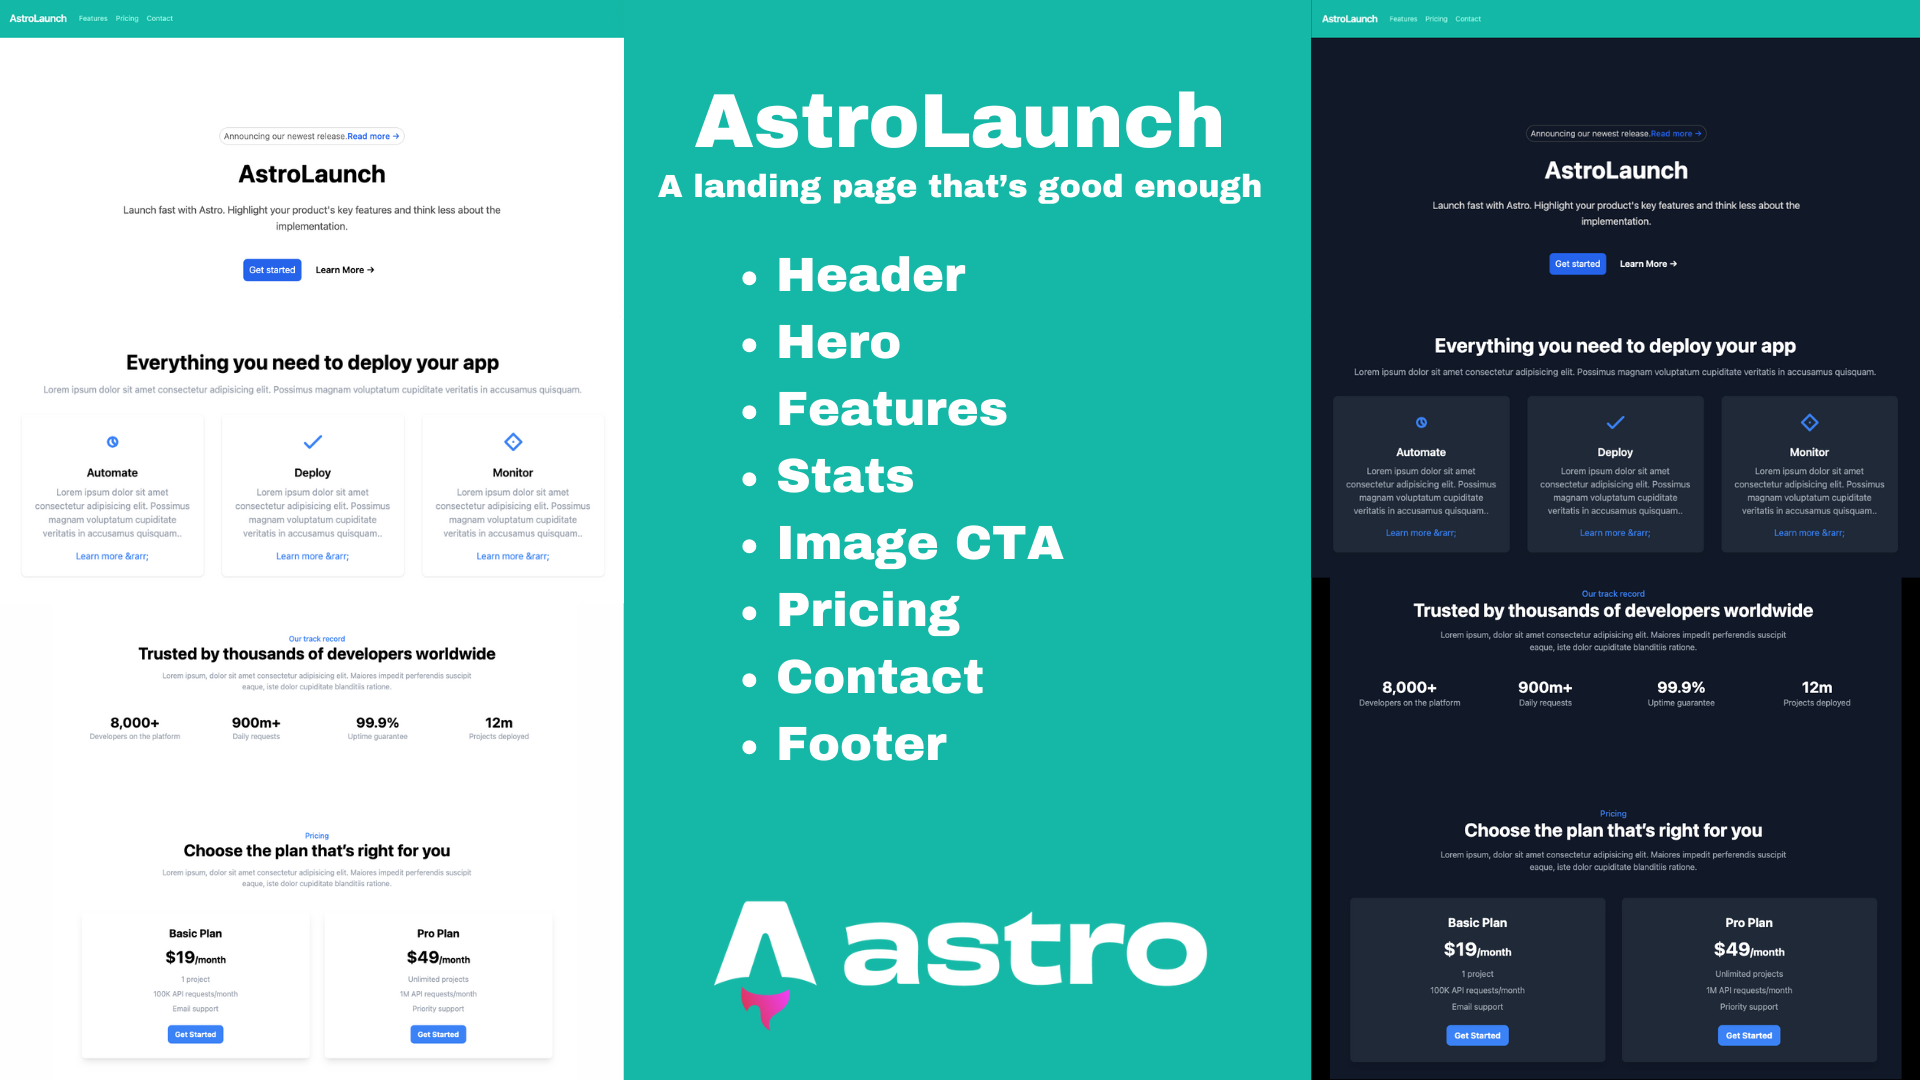 AstroLaunch Features Pricing Contact
Announcing our newest release.Read more →
AstroLaunch
Launch fast with Astro. Highlight your product's key features and think less about the
implementation.
Get started Learn More →
Everything you need to deploy your app
Lorem ipsum dolor sit amet consectetur adipisicing elit. Possimus magnam voluptatum cupiditate veritatis in accusamus quisquam.
Automate
Lorem ipsum dolor sit amet
consectetur adipisicing elit. Possimus
magnam voluptatum cupiditate
veritatis in accusamus quisquam..
Learn more &rarr;
Deploy
Lorem ipsum dolor sit amet
consectetur adipisicing elit. Possimus
magnam voluptatum cupiditate
veritatis in accusamus quisquam..
Learn more &rarr;
Monitor
Lorem ipsum dolor sit amet
consectetur adipisicing elit. Possimus
magnam voluptatum cupiditate
veritatis in accusamus quisquam..
Learn more &rarr;
Our track record
Trusted by thousands of developers worldwide
Lorem ipsum, dolor sit amet consectetur adipisicing elit. Maiores impedit perferendis suscipit
eaque, iste dolor cupiditate blanditiis ratione.
8,000+ 900m+ 99.9% 12m
Developers on the platform Daily requests Uptime guarantee Projects deployed
Pricing
Choose the plan that's right for you
Lorem ipsum, dolor sit amet consectetur adipisicing elit. Maiores impedit perferendis suscipit
eaque, iste dolor cupiditate blanditiis ratione.
Basic Plan
$19/month
1 project
100K API requests/month
Email support
Get Started
Pro Plan
$49/month
Unlimited projects
1M API requests/month
Priority support
Get Started
AstroLaunch
A landing page that's good enough
• Header
• Hero
• Features
• Stats
• Image CTA
• Pricing
• Contact
• Footer
astro
AstroLaunch Features Pricing Contact
Announcing our newest release.Read more →
AstroLaunch
Launch fast with Astro. Highlight your product's key features and think less about the
implementation.
Get started Learn More →
Everything you need to deploy your app
Lorem ipsum dolor sit amet consectetur adipisicing elit. Possimus magnam voluptatum cupiditate veritatis in accusamus quisquam.
Automate
Lorem ipsum dolor sit amet
consectetur adipisicing elit. Possimus
magnam voluptatum cupiditate
veritatis in accusamus quisquam..
Learn more &rarr;
Deploy
Lorem ipsum dolor sit amet
consectetur adipisicing elit. Possimus
magnam voluptatum cupiditate
veritatis in accusamus quisquam..
Learn more &rarr;
Monitor
Lorem ipsum dolor sit amet
consectetur adipisicing elit. Possimus
magnam voluptatum cupiditate
veritatis in accusamus quisquam..
Learn more &rarr;
Our track record
Trusted by thousands of developers worldwide
Lorem ipsum, dolor sit amet consectetur adipisicing elit. Maiores impedit perferendis suscipit
eaque, iste dolor cupiditate blanditiis ratione.
8,000+ 900m+ 99.9% 12m
Developers on the platform Daily requests Uptime guarantee Projects deployed
Pricing
Choose the plan that's right for you
Lorem ipsum, dolor sit amet consectetur adipisicing elit. Maiores impedit perferendis suscipit
eaque, iste dolor cupiditate blanditiis ratione.
Basic Plan
$19/month
1 project
100K API requests/month
Email support
Get Started
Pro Plan
$49/month
Unlimited projects
1M API requests/month
Priority support
Get Started